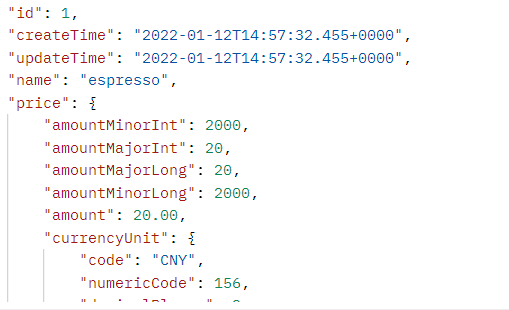 "id": 1,
"createTime": "2022-01-12T14:57:32.455+0000",
"updateTime": "2022-01-12T14:57:32.455+0000",
"name": "espresso",
"price": {
"amountMinorInt": 2000,
"amountMajorInt": 20,
"amountMajorLong": 20,
"amountMinorLong": 2000,
"amount": 20.00,
"currencyUnit": {
"code": "CNY",
"numericCode": 156,